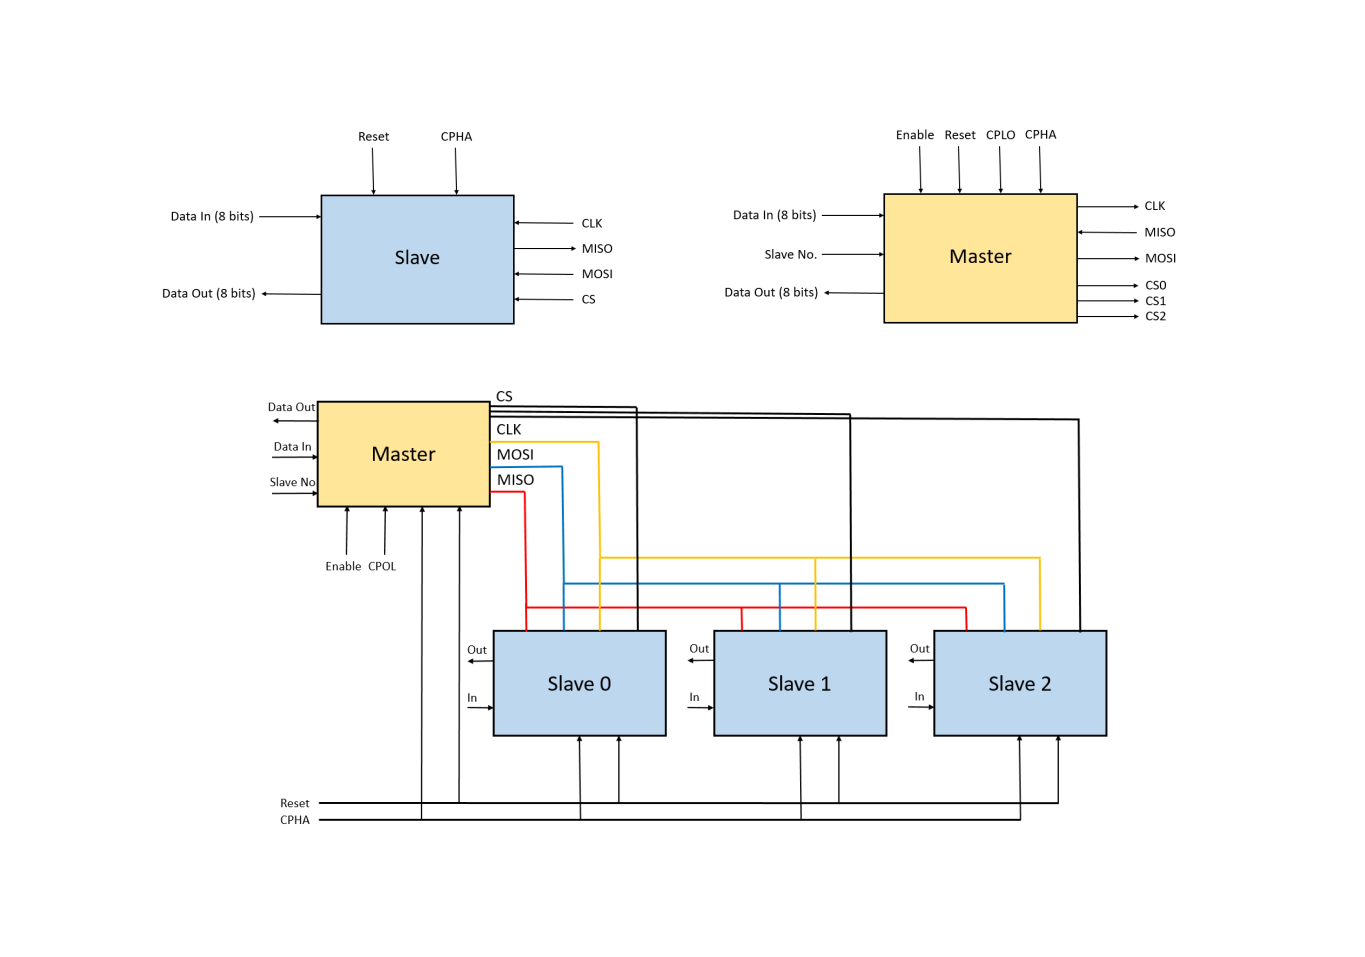 Reset CPHA
Data In (8 bits)
Slave
CLK
MISO
MOSI
CS
Data Out (8 bits)
Enable Reset CPLO CPHA
Data In (8 bits)
Slave No.
Data Out (8 bits)
Master
CLK
MISO
MOSI
CS0
CS1
CS2
Data Out
Data In
Slave No
Master
CS
CLK
MOSI
MISO
Enable CPOL
Out
In
Slave 0
Out
In
Slave 1
Out
In
Slave 2
Reset
CPHA